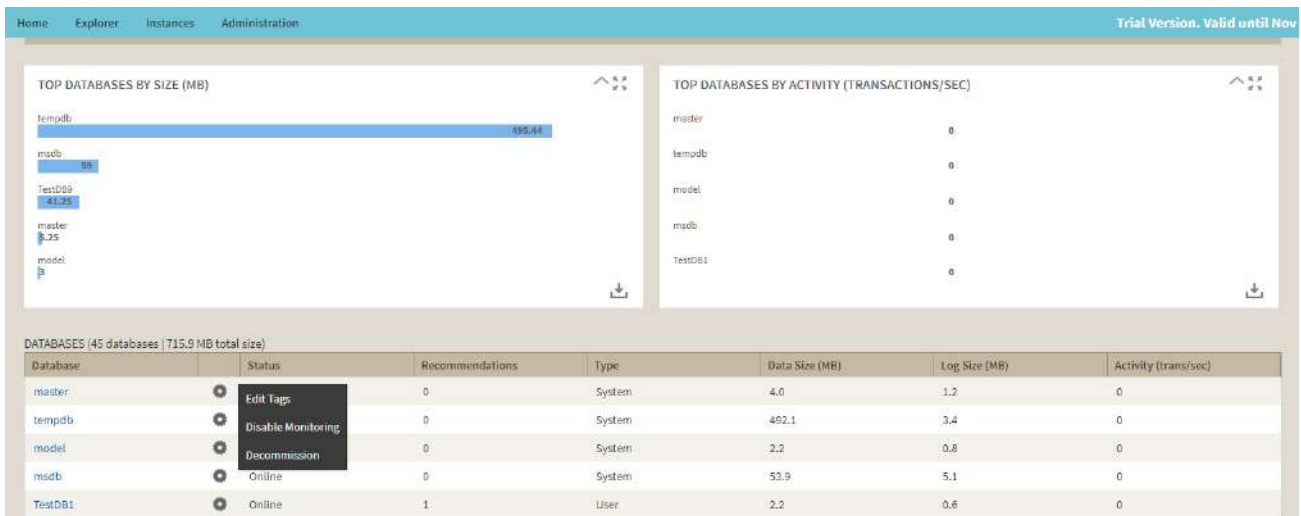 Home Explorer Instances Administration Trial Version. Valid until Nov
TOP DATABASES BY SIZE (MB)
tempdb
495.44
msdb
59
TestDB9
41.25
master
5.25
model
3
TOP DATABASES BY ACTIVITY (TRANSACTIONS/SEC)
master
0
tempdb
0
model
0
msdb
0
TestDB1
0
DATABASES (45 databases | 715.9 MB total size)
Database Status Recommendations Type Data Size (MB) Log Size (MB) Activity (trans/sec)
master Edit Tags 0 System 4.0 1.2 0
tempdb Disable Monitoring 0 System 492.1 3.4 0
model Decommission 0 System 2.2 0.8 0
msdb Online 0 System 53.9 5.1 0
TestDB1 Online 1 User 2.2 0.6 0